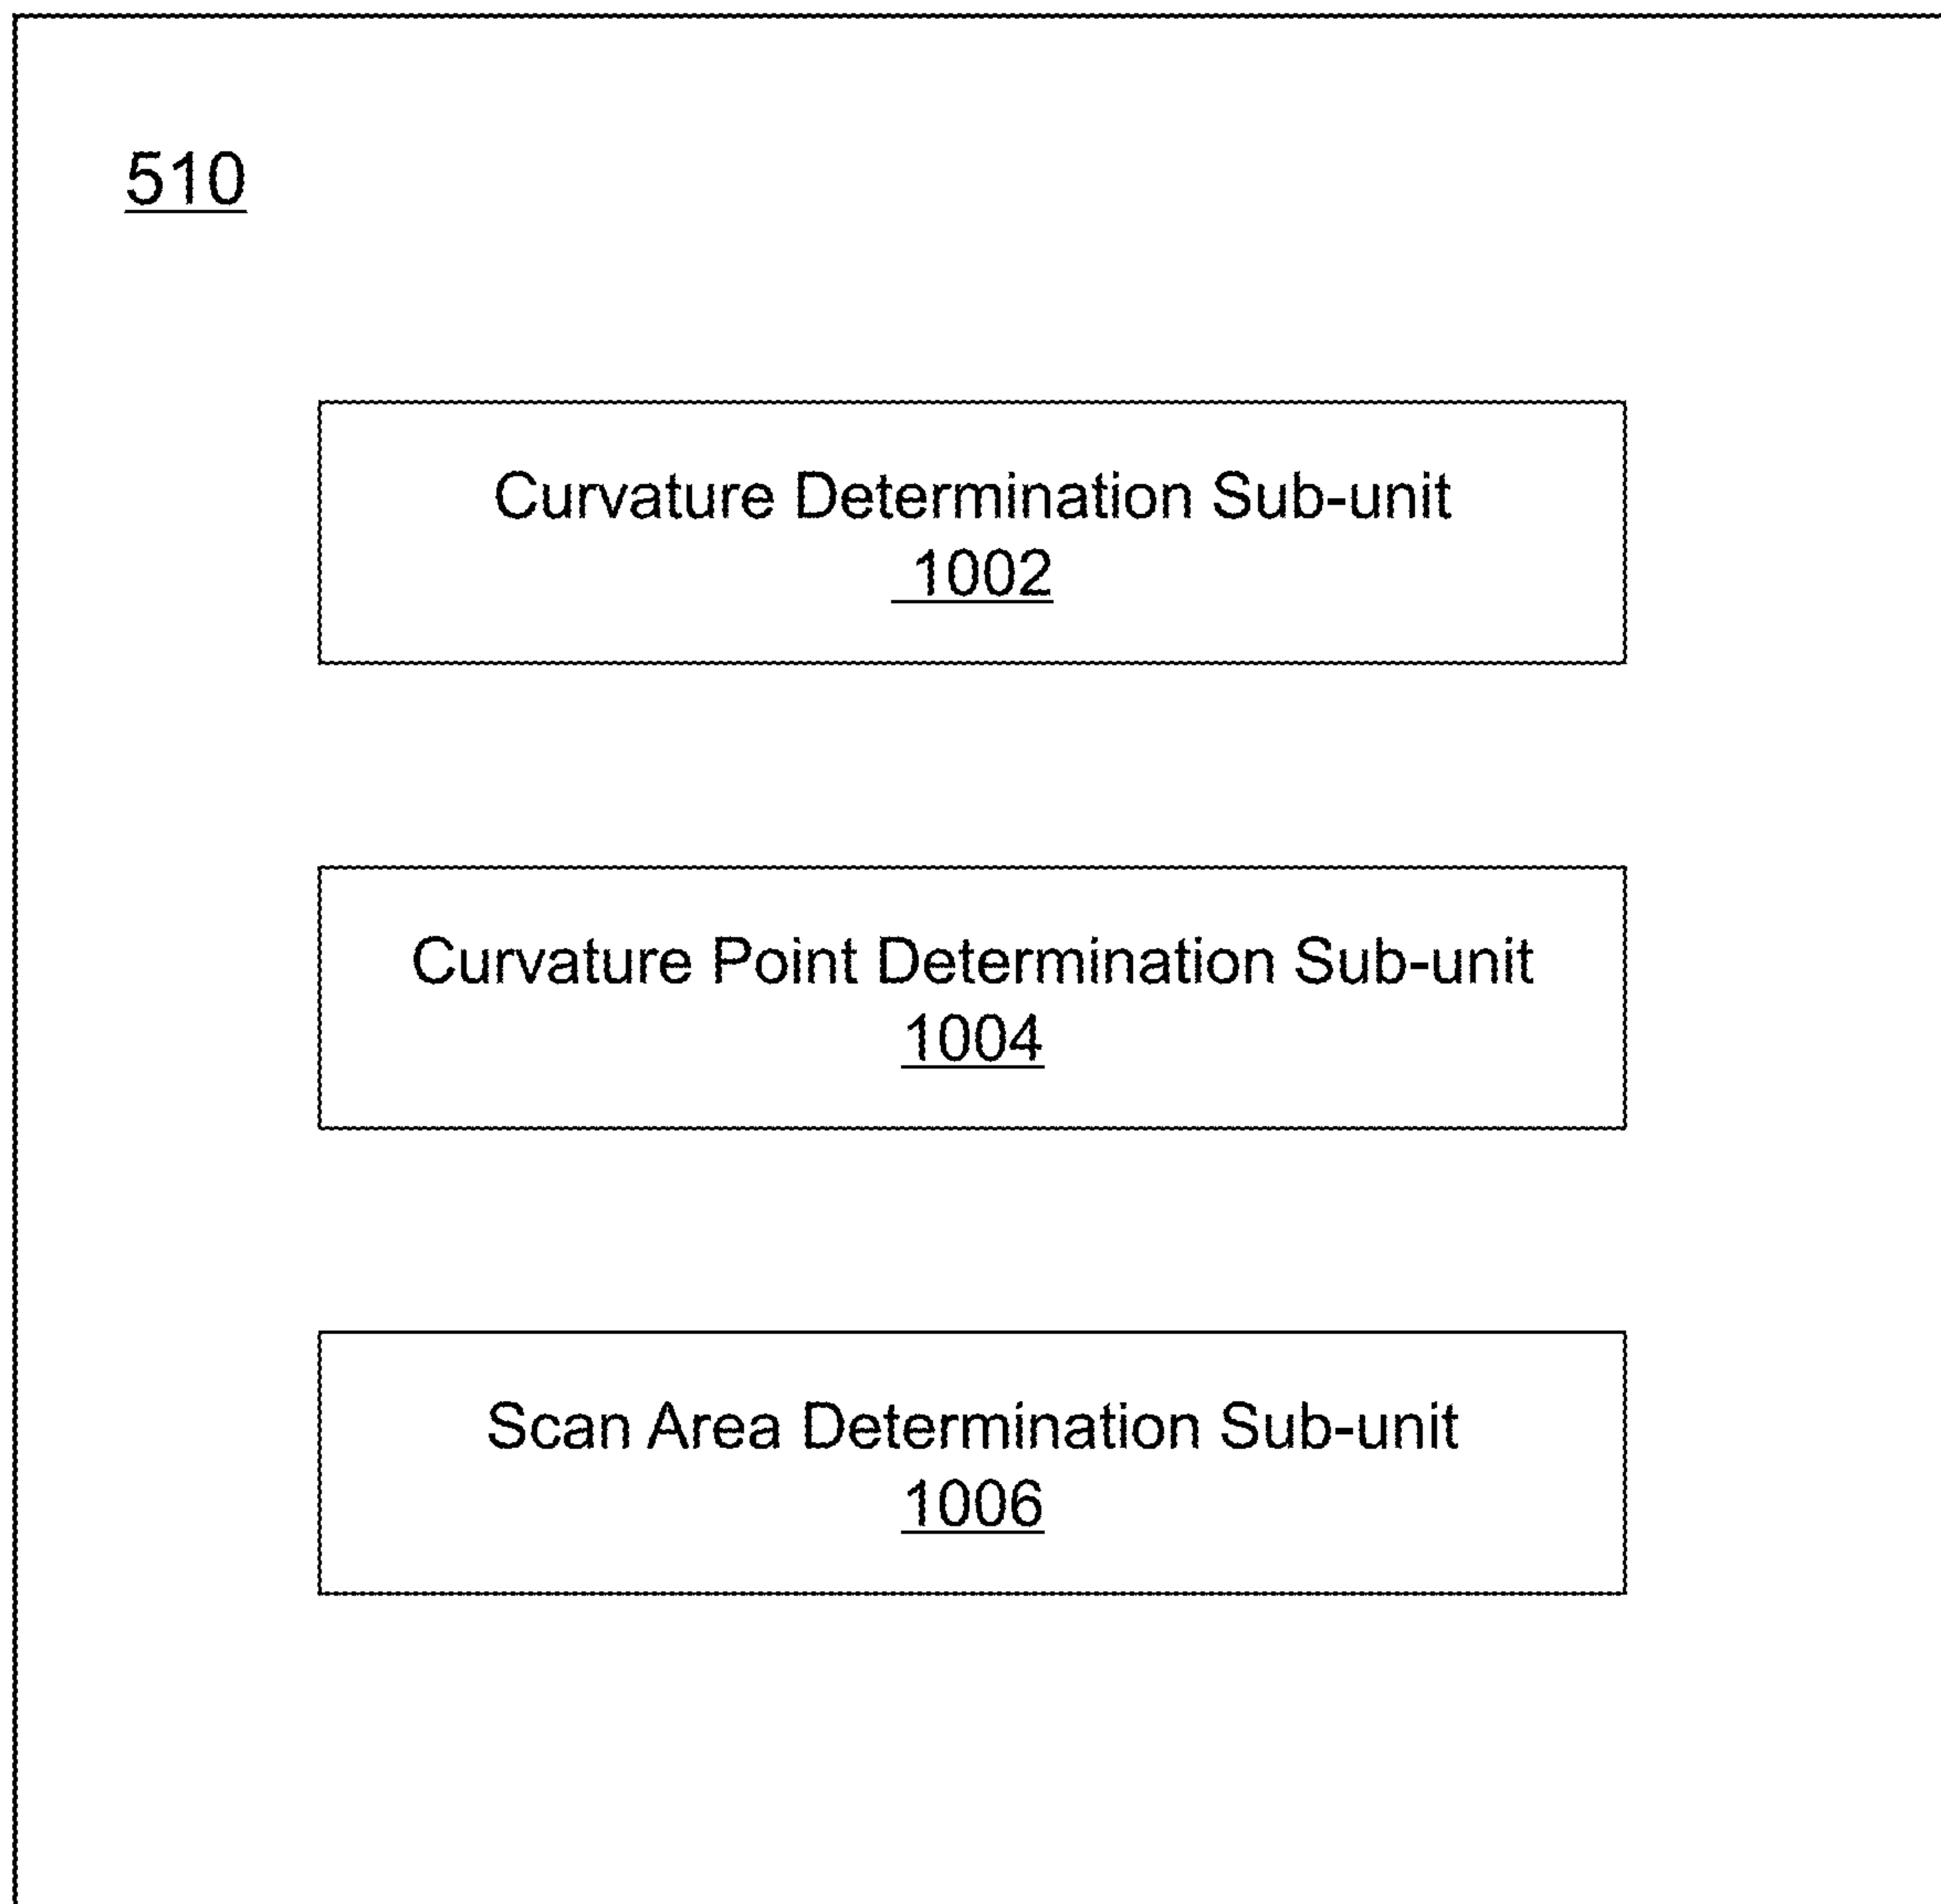 510
Curvature Determination Sub-unit
1002
Curvature Point Determination Sub-unit
1004
Scan Area Determination Sub-unit
1006